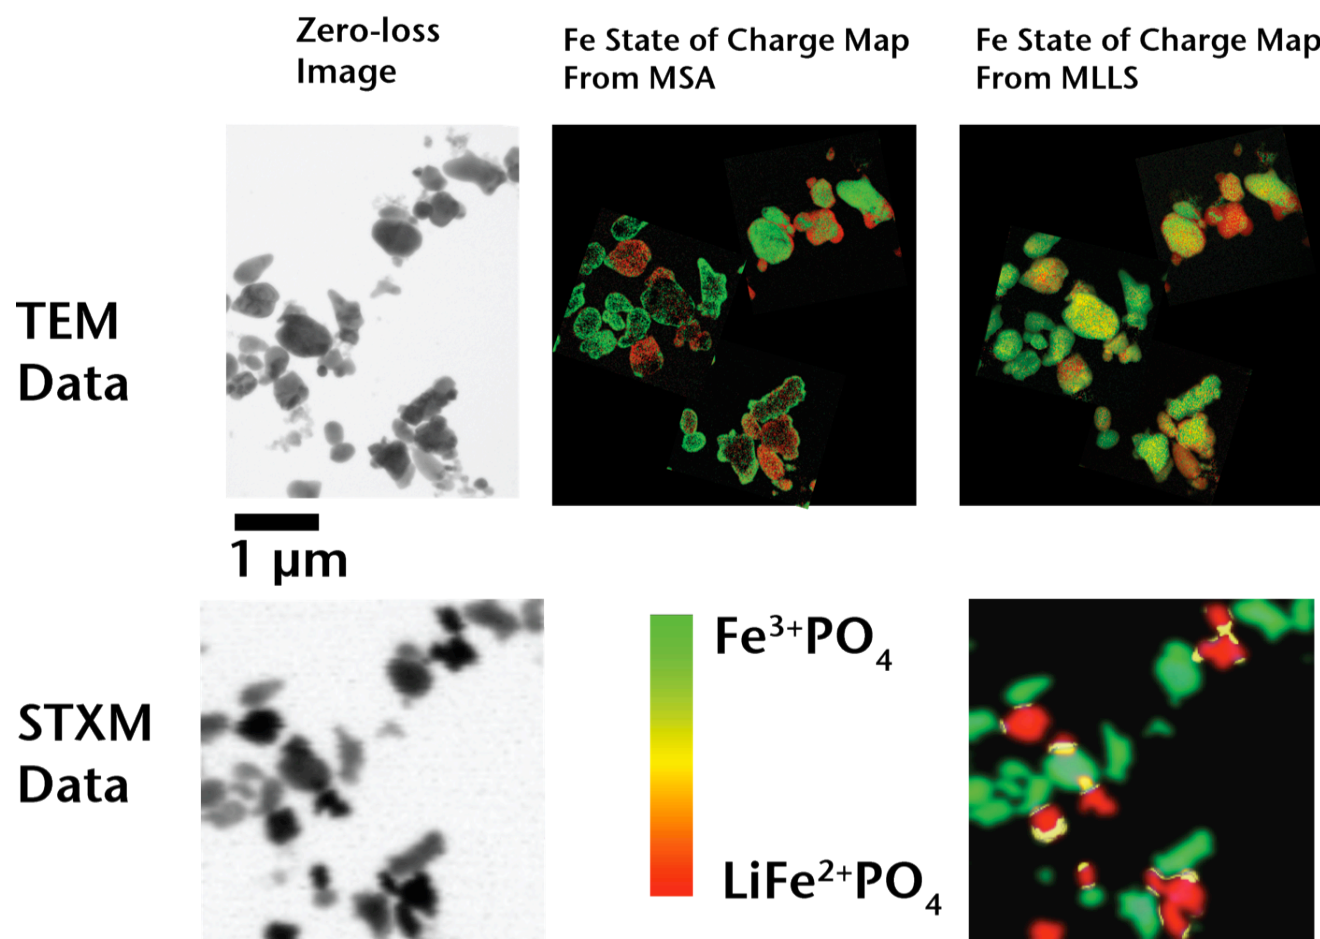 Zero-loss
Image
Fe State of Charge Map
From MSA
Fe State of Charge Map
From MLLS
TEM
Data
1 μm
STXM
Data
Fe³⁺PO₄
LiFe²⁺PO₄